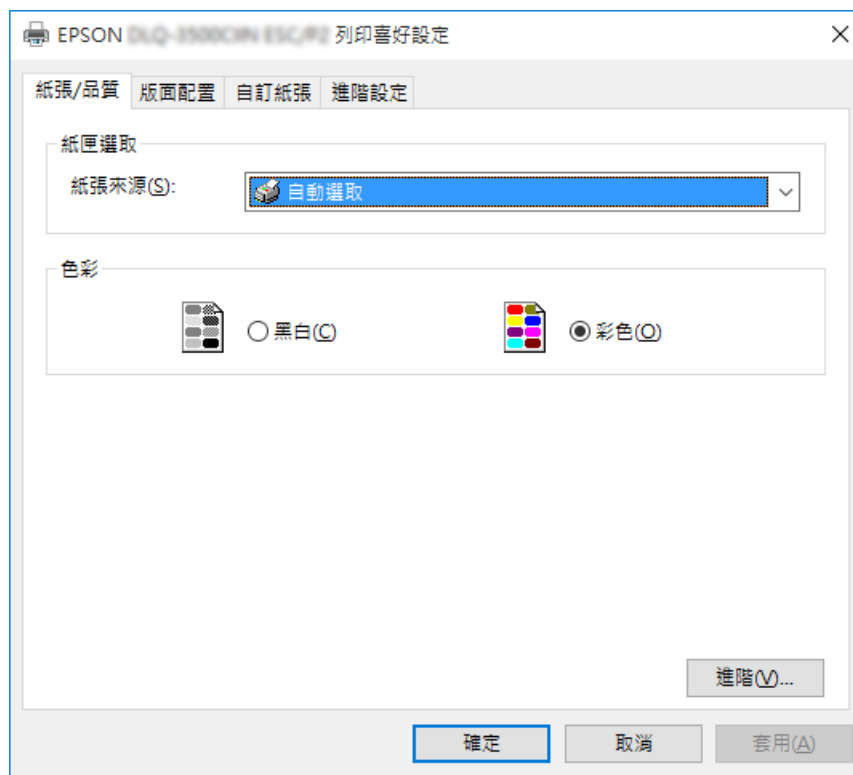 EPSON 列印喜好設定
紙張/品質 版面配置 自訂紙張 進階設定
紙匣選取
紙張來源(S): 自動選取
色彩
黑白(C) 彩色(O)
進階(V)...
確定 取消 套用(A)